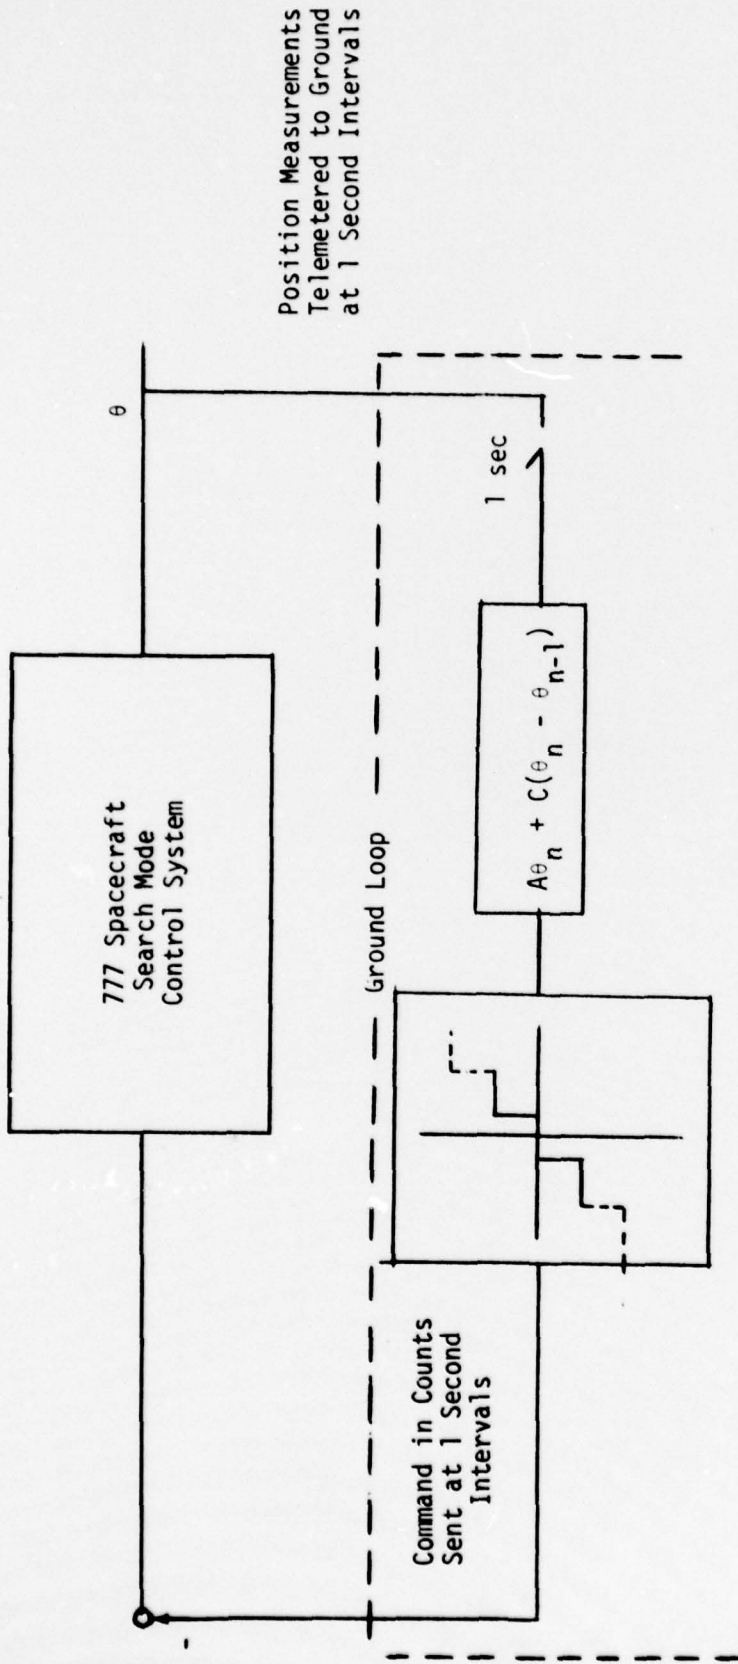 777 Spacecraft
Search Mode
Control System
θ
Position Measurements
Telemetered to Ground
at 1 Second Intervals
Ground Loop
1 sec
Aθn + C(θn - θn-1)
Command in Counts
Sent at 1 Second
Intervals
-